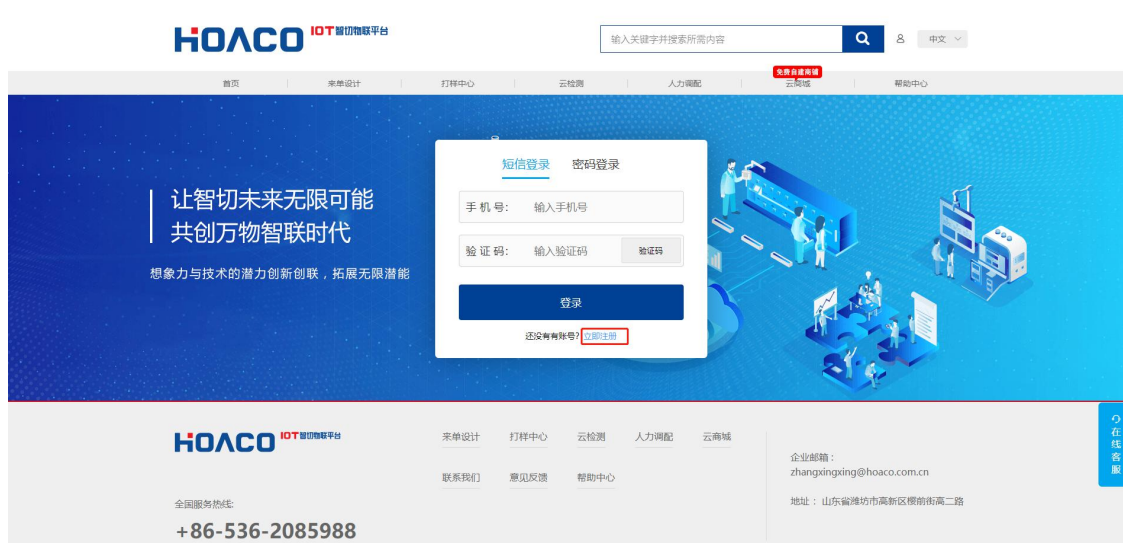 HOACO IOT智切物联平台
输入关键字并搜索所需内容
中文
首页
来单设计
打样中心
云检测
人力调配
免费自建商铺
云商城
帮助中心
让智切未来无限可能
共创万物智联时代
想象力与技术的潜力创新创联，拓展无限潜能
短信登录 密码登录
手机号： 输入手机号
验证码： 输入验证码 验证码
登录
还没有有账号? 立即注册
在线客服
HOACO IOT智切物联平台
来单设计 打样中心 云检测 人力调配 云商城
联系我们 意见反馈 帮助中心
全国服务热线:
+86-536-2085988
企业邮箱：
zhangxingxing@hoaco.com.cn
地址： 山东省潍坊市高新区樱前街高二路